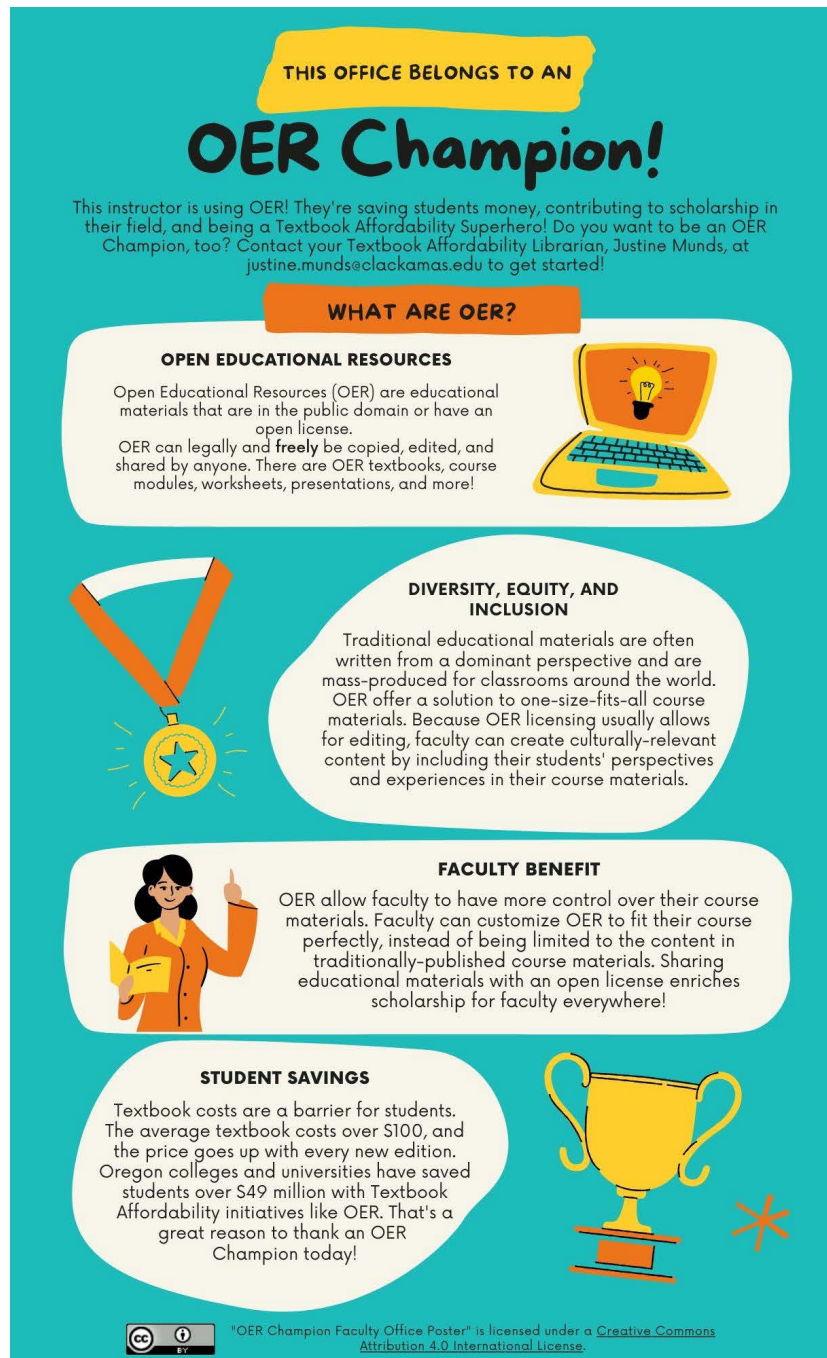 THIS OFFICE BELONGS TO AN
OER Champion!
This instructor is using OER! They're saving students money, contributing to scholarship in
their field, and being a Textbook Affordability Superhero! Do you want to be an OER
Champion, too? Contact your Textbook Affordability Librarian, Justine Munds, at
justine.munds@clackamas.edu to get started!
WHAT ARE OER?
OPEN EDUCATIONAL RESOURCES
Open Educational Resources (OER) are educational
materials that are in the public domain or have an
open license.
OER can legally and freely be copied, edited, and
shared by anyone. There are OER textbooks, course
modules, worksheets, presentations, and more!
DIVERSITY, EQUITY, AND
INCLUSION
Traditional educational materials are often
written from a dominant perspective and are
mass-produced for classrooms around the world.
OER offer a solution to one-size-fits-all course
materials. Because OER licensing usually allows
for editing, faculty can create culturally-relevant
content by including their students' perspectives
and experiences in their course materials.
FACULTY BENEFIT
OER allow faculty to have more control over their course
materials. Faculty can customize OER to fit their course
perfectly, instead of being limited to the content in
traditionally-published course materials. Sharing
educational materials with an open license enriches
scholarship for faculty everywhere!
STUDENT SAVINGS
Textbook costs are a barrier for students.
The average textbook costs over $100, and
the price goes up with every new edition.
Oregon colleges and universities have saved
students over $49 million with Textbook
Affordability initiatives like OER. That's a
great reason to thank an OER
Champion today!
cc
BY
"OER Champion Faculty Office Poster" is licensed under a Creative Commons
Attribution 4.0 International License.